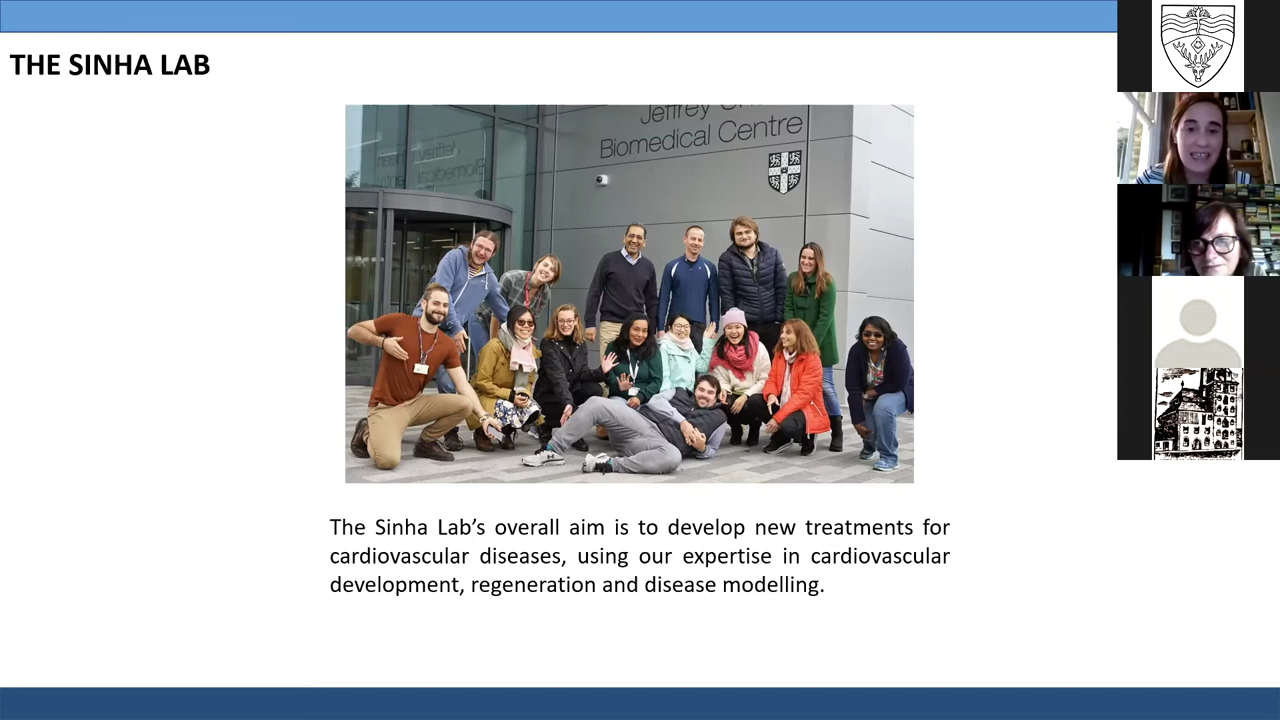 THE SINHA LAB
Jeffrey
Biomedical Centre
The Sinha Lab’s overall aim is to develop new treatments for
cardiovascular diseases, using our expertise in cardiovascular
development, regeneration and disease modelling.